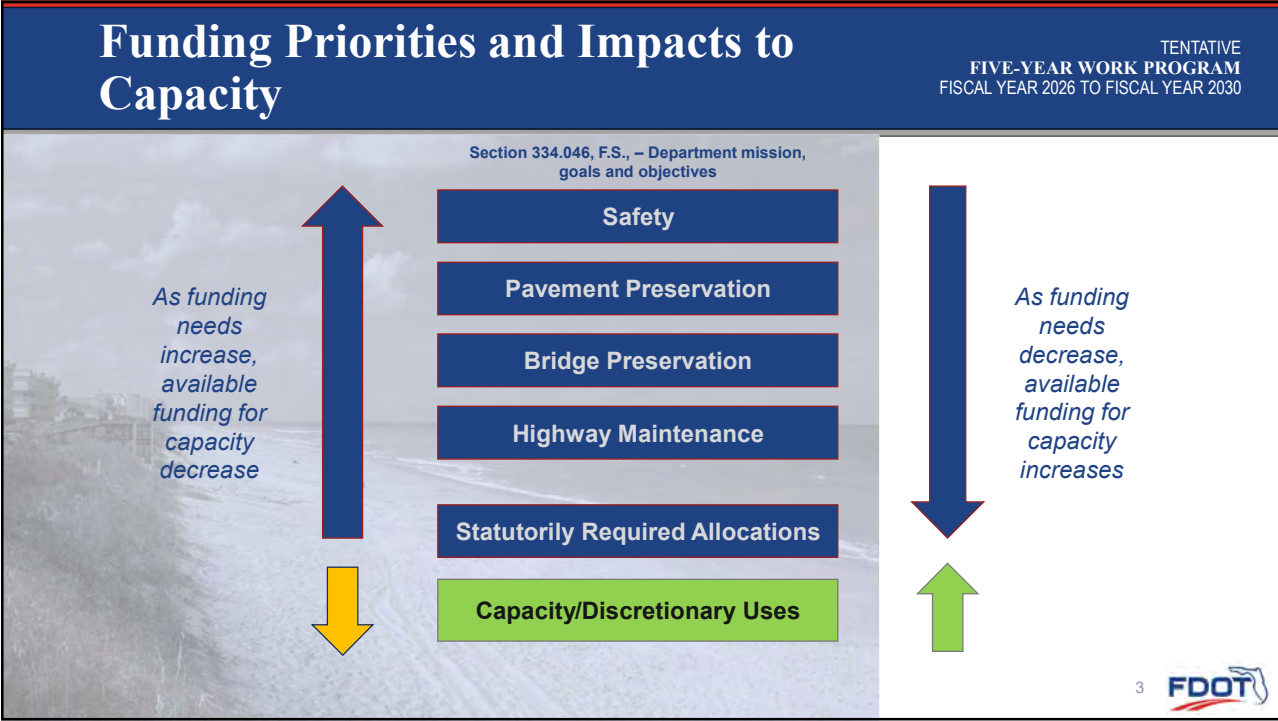 Funding Priorities and Impacts to
Capacity
TENTATIVE
FIVE-YEAR WORK PROGRAM
FISCAL YEAR 2026 TO FISCAL YEAR 2030
Section 334.046, F.S., – Department mission,
goals and objectives
Safety
Pavement Preservation
Bridge Preservation
Highway Maintenance
Statutorily Required Allocations
Capacity/Discretionary Uses
As funding
needs
increase,
available
funding for
capacity
decrease
As funding
needs
decrease,
available
funding for
capacity
increases
3
FDOT